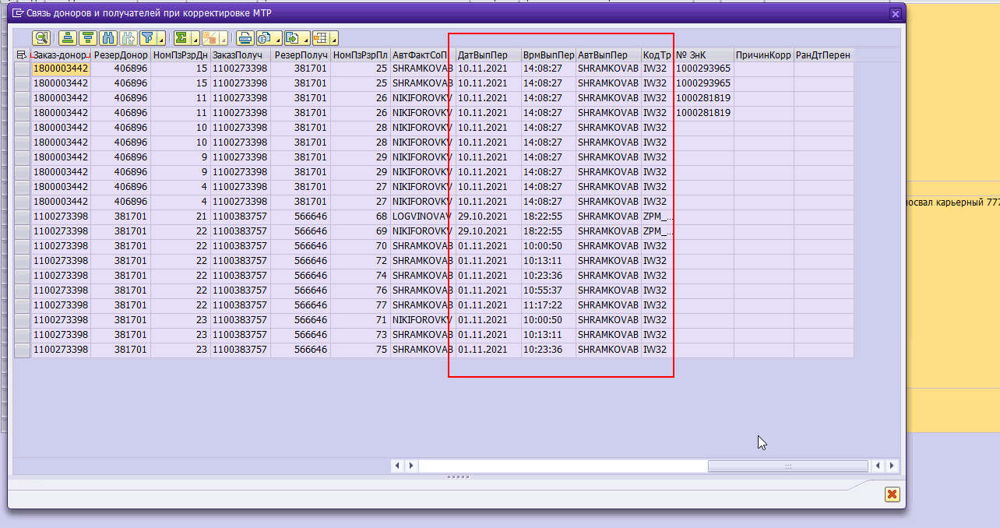 Связь доноров и получателей при корректировке МТР
Заказ-донор РезерДонор НомПзРзрДн ЗаказПолуч РезерПолуч НомПзРзрПл АвтФактСоП ДатВыпПер ВрмВыпПер АвтВыпПер КодТр № ЗнК ПричинКорр РанДтПерен
1800003442 406896 15 1100273398 381701 25 SHRAMKOVAB 10.11.2021 14:08:27 SHRAMKOVAB IW32 1000293965
1800003442 406896 15 1100273398 381701 25 SHRAMKOVAB 10.11.2021 14:08:27 SHRAMKOVAB IW32 1000293965
1800003442 406896 11 1100273398 381701 26 NIKIFOROVKV 10.11.2021 14:08:27 SHRAMKOVAB IW32 1000281819
1800003442 406896 11 1100273398 381701 26 NIKIFOROVKV 10.11.2021 14:08:27 SHRAMKOVAB IW32 1000281819
1800003442 406896 10 1100273398 381701 28 NIKIFOROVKV 10.11.2021 14:08:27 SHRAMKOVAB IW32
1800003442 406896 10 1100273398 381701 28 NIKIFOROVKV 10.11.2021 14:08:27 SHRAMKOVAB IW32
1800003442 406896 9 1100273398 381701 29 NIKIFOROVKV 10.11.2021 14:08:27 SHRAMKOVAB IW32
1800003442 406896 9 1100273398 381701 29 NIKIFOROVKV 10.11.2021 14:08:27 SHRAMKOVAB IW32
1800003442 406896 4 1100273398 381701 27 NIKIFOROVKV 10.11.2021 14:08:27 SHRAMKOVAB IW32
1800003442 406896 4 1100273398 381701 27 NIKIFOROVKV 10.11.2021 14:08:27 SHRAMKOVAB IW32
1100273398 381701 21 1100383757 566646 68 LOGVINOVAV 29.10.2021 18:22:55 SHRAMKOVAB ZPM_...
1100273398 381701 22 1100383757 566646 69 NIKIFOROVKV 29.10.2021 18:22:55 SHRAMKOVAB ZPM_...
1100273398 381701 22 1100383757 566646 70 SHRAMKOVAB 01.11.2021 10:00:50 SHRAMKOVAB IW32
1100273398 381701 22 1100383757 566646 72 SHRAMKOVAB 01.11.2021 10:13:11 SHRAMKOVAB IW32
1100273398 381701 22 1100383757 566646 74 SHRAMKOVAB 01.11.2021 10:23:36 SHRAMKOVAB IW32
1100273398 381701 22 1100383757 566646 76 SHRAMKOVAB 01.11.2021 10:55:37 SHRAMKOVAB IW32
1100273398 381701 22 1100383757 566646 77 SHRAMKOVAB 01.11.2021 11:17:22 SHRAMKOVAB IW32
1100273398 381701 23 1100383757 566646 71 NIKIFOROVKV 01.11.2021 10:00:50 SHRAMKOVAB IW32
1100273398 381701 23 1100383757 566646 73 SHRAMKOVAB 01.11.2021 10:13:11 SHRAMKOVAB IW32
1100273398 381701 23 1100383757 566646 75 SHRAMKOVAB 01.11.2021 10:23:36 SHRAMKOVAB IW32
карьерный 777